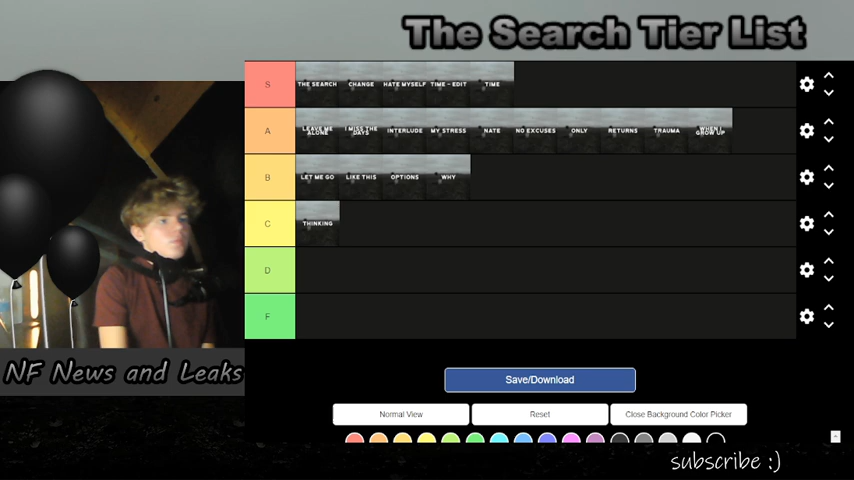 The Search Tier List
S
THE SEARCH CHANGE HATE MYSELF TIME - EDIT TIME
A
LEAVE ME ALONE I MISS THE DAYS INTERLUDE MY STRESS NATE NO EXCUSES ONLY RETURNS TRAUMA WHEN I GROW UP
B
LET ME GO LIKE THIS OPTIONS WHY
C
THINKING
D
F
NF News and Leaks
Save/Download
Normal View Reset Close Background Color Picker
subscribe :)